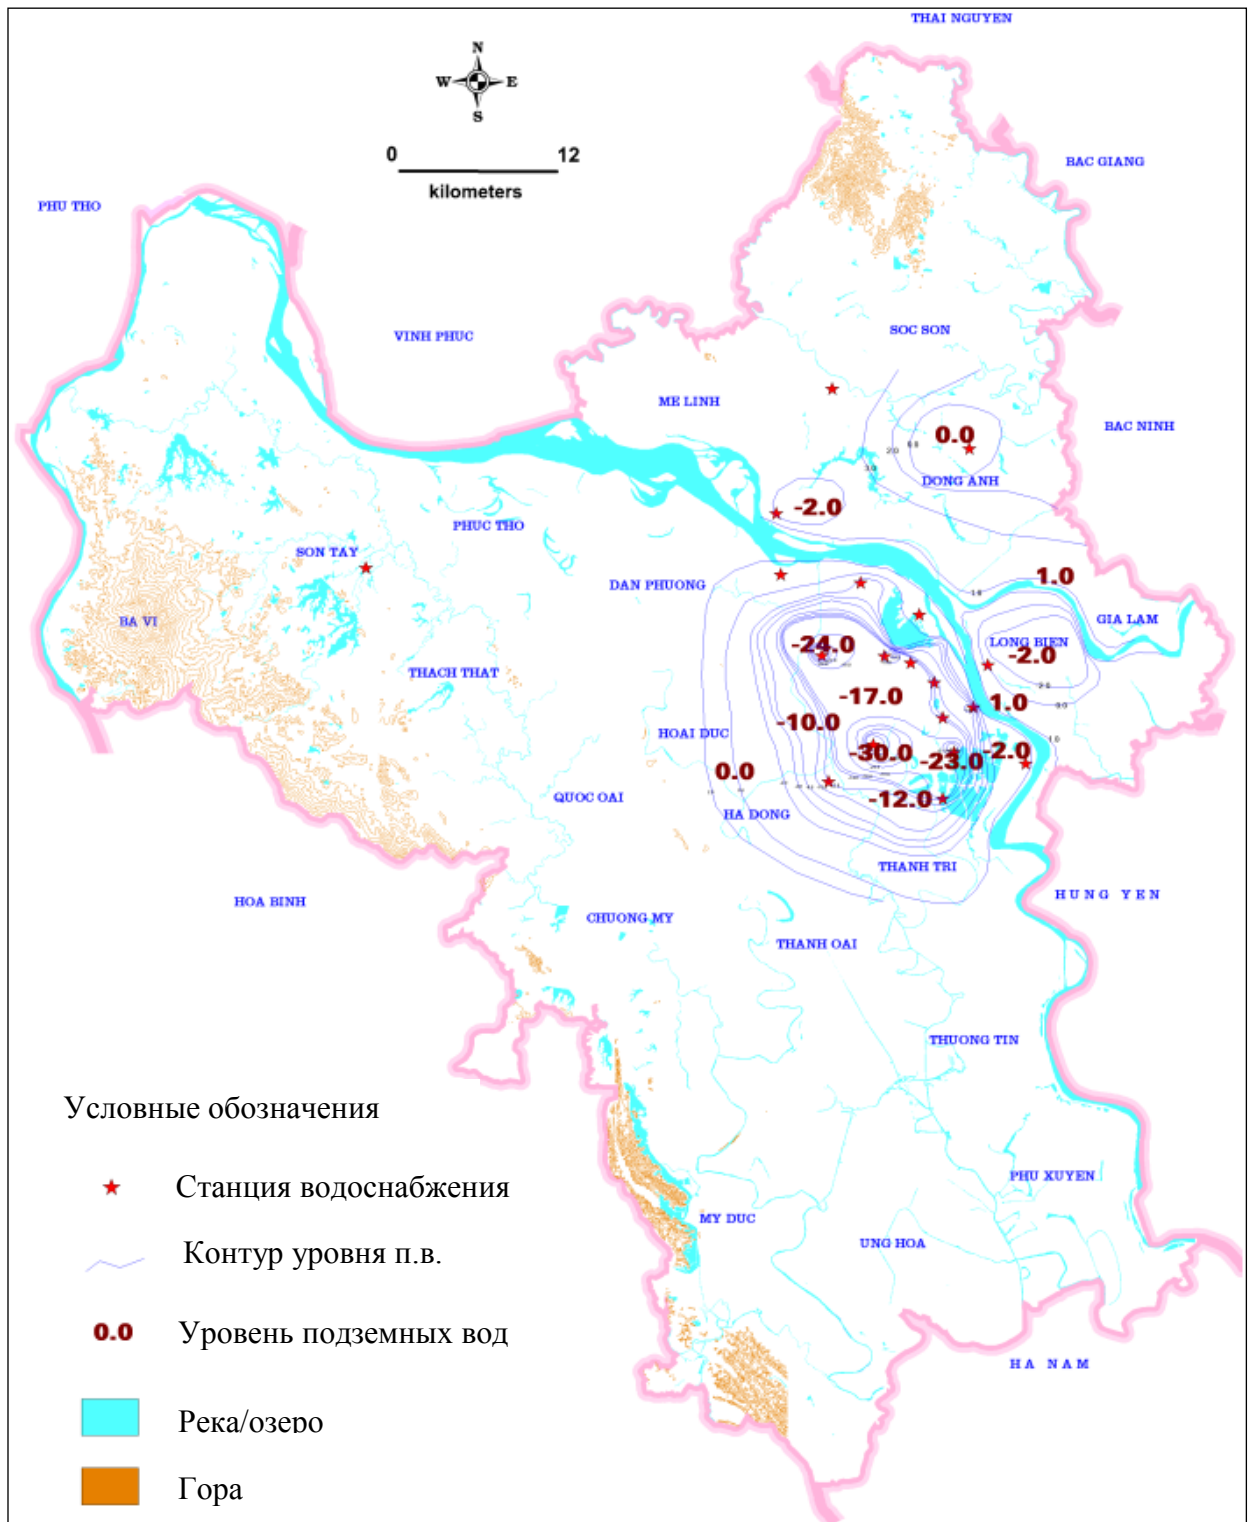 THAI NGUYEN
N
W E
S
0 12
kilometers
BAC GIANG
PHU THO
VINH PHUC
SOC SON
ME LINH
BAC NINH
0.0
DONG ANH
-2.0
PHUC THO
SON TAY
DAN PHUONG
1.0
GIA LAM
BA VI
LONG BIEN
-24.0
-2.0
THACH THAT
-17.0
1.0
-10.0
HOAI DUC
-30.0
-23.0
-2.0
0.0
QUOC OAI
-12.0
HA DONG
THANH TRI
HOA BINH
HUNG YEN
CHUONG MY
THANH OAI
THUONG TIN
PHU XUYEN
MY DUC
UNG HOA
HA NAM
Условные обозначения
Станция водоснабжения
Контур уровня п.в.
0.0 Уровень подземных вод
Река/озеро
Гора